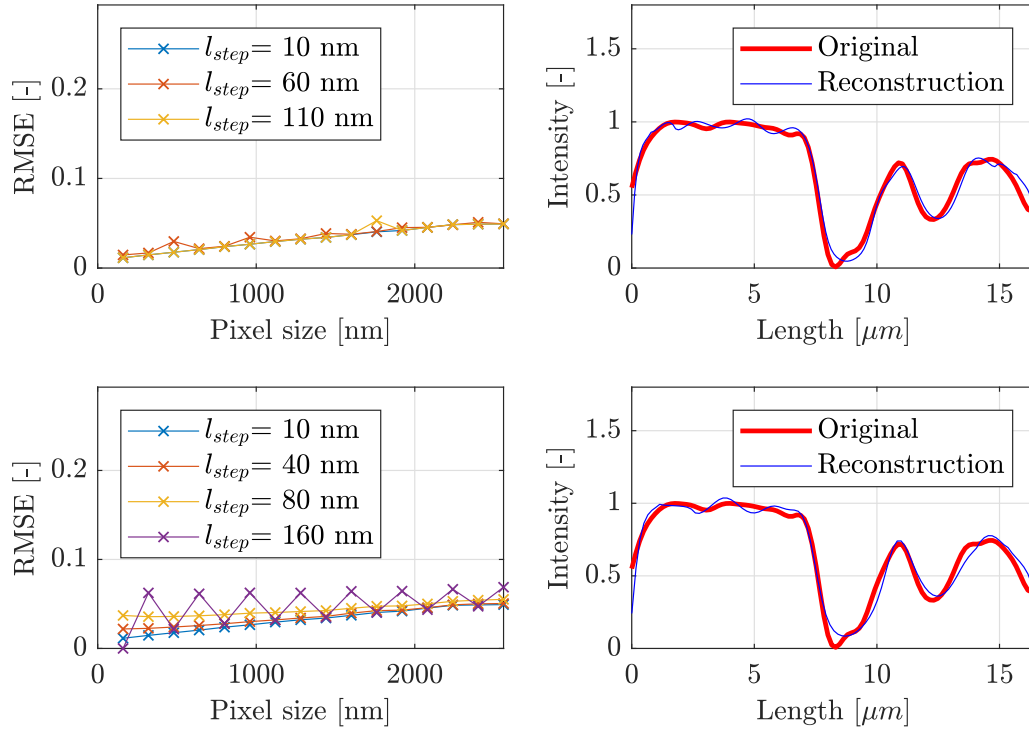 RMSE [-]
0.2
0.1
0
l_step= 10 nm
l_step= 60 nm
l_step= 110 nm
0 1000 2000
Pixel size [nm]
Intensity [-]
1.5
1
0.5
0
Original
Reconstruction
0 5 10 15
Length [μm]
RMSE [-]
0.2
0.1
0
l_step= 10 nm
l_step= 40 nm
l_step= 80 nm
l_step= 160 nm
0 1000 2000
Pixel size [nm]
Intensity [-]
1.5
1
0.5
0
Original
Reconstruction
0 5 10 15
Length [μm]